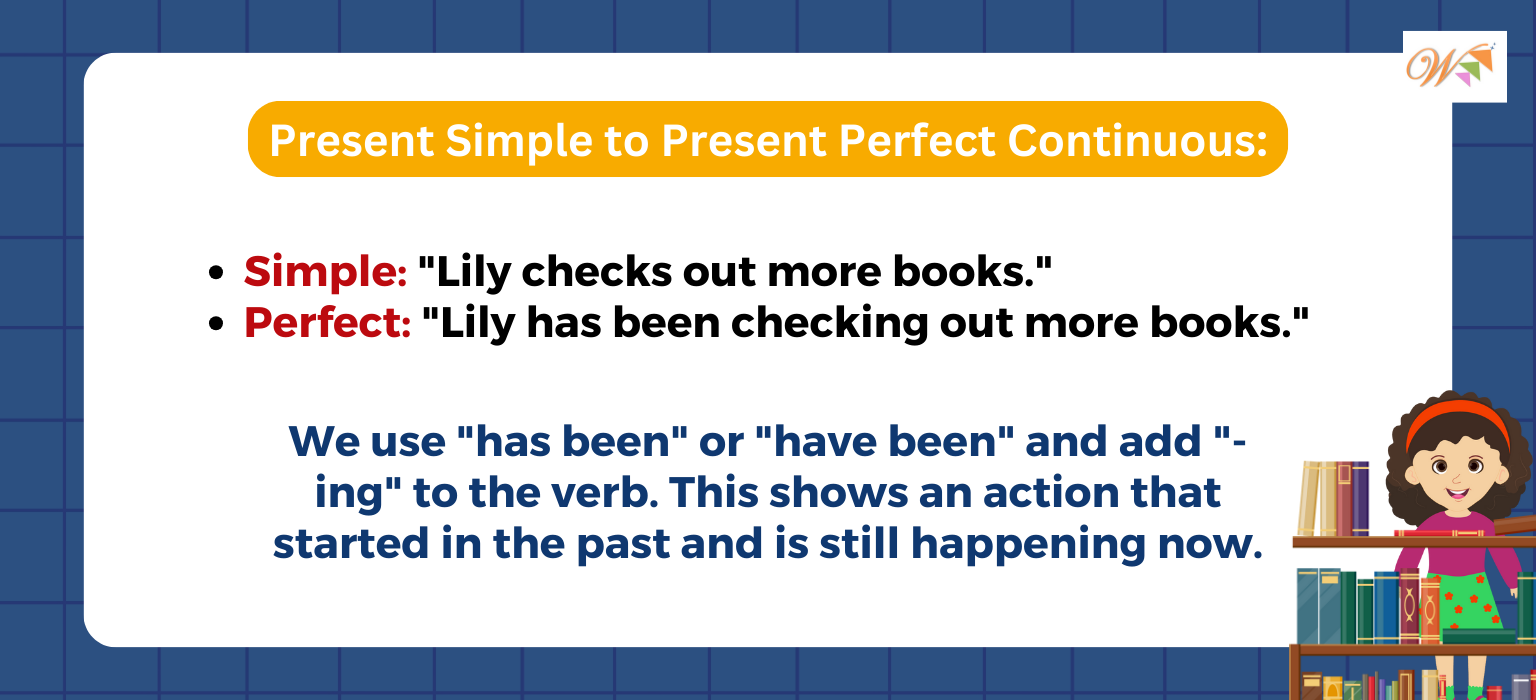 W
Present Simple to Present Perfect Continuous:
• Simple: "Lily checks out more books."
• Perfect: "Lily has been checking out more books."
We use "has been" or "have been" and add "-
ing" to the verb. This shows an action that
started in the past and is still happening now.